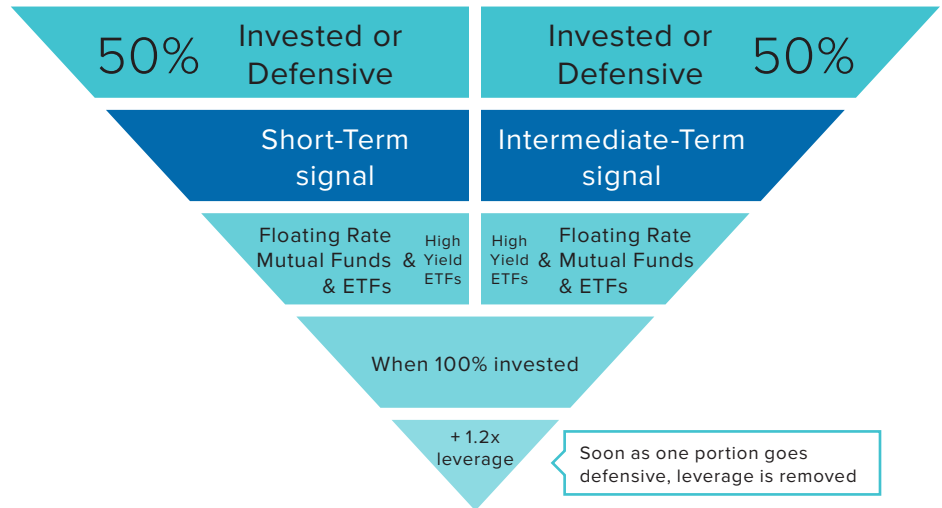 50%
Invested or
Defensive
Invested or
Defensive
50%
Short-Term
signal
Intermediate-Term
signal
Floating Rate
Mutual Funds
& ETFs
&
High
Yield
ETFs
High
Yield
ETFs
&
Floating Rate
Mutual Funds
& ETFs
When 100% invested
+ 1.2x
leverage
Soon as one portion goes
defensive, leverage is removed